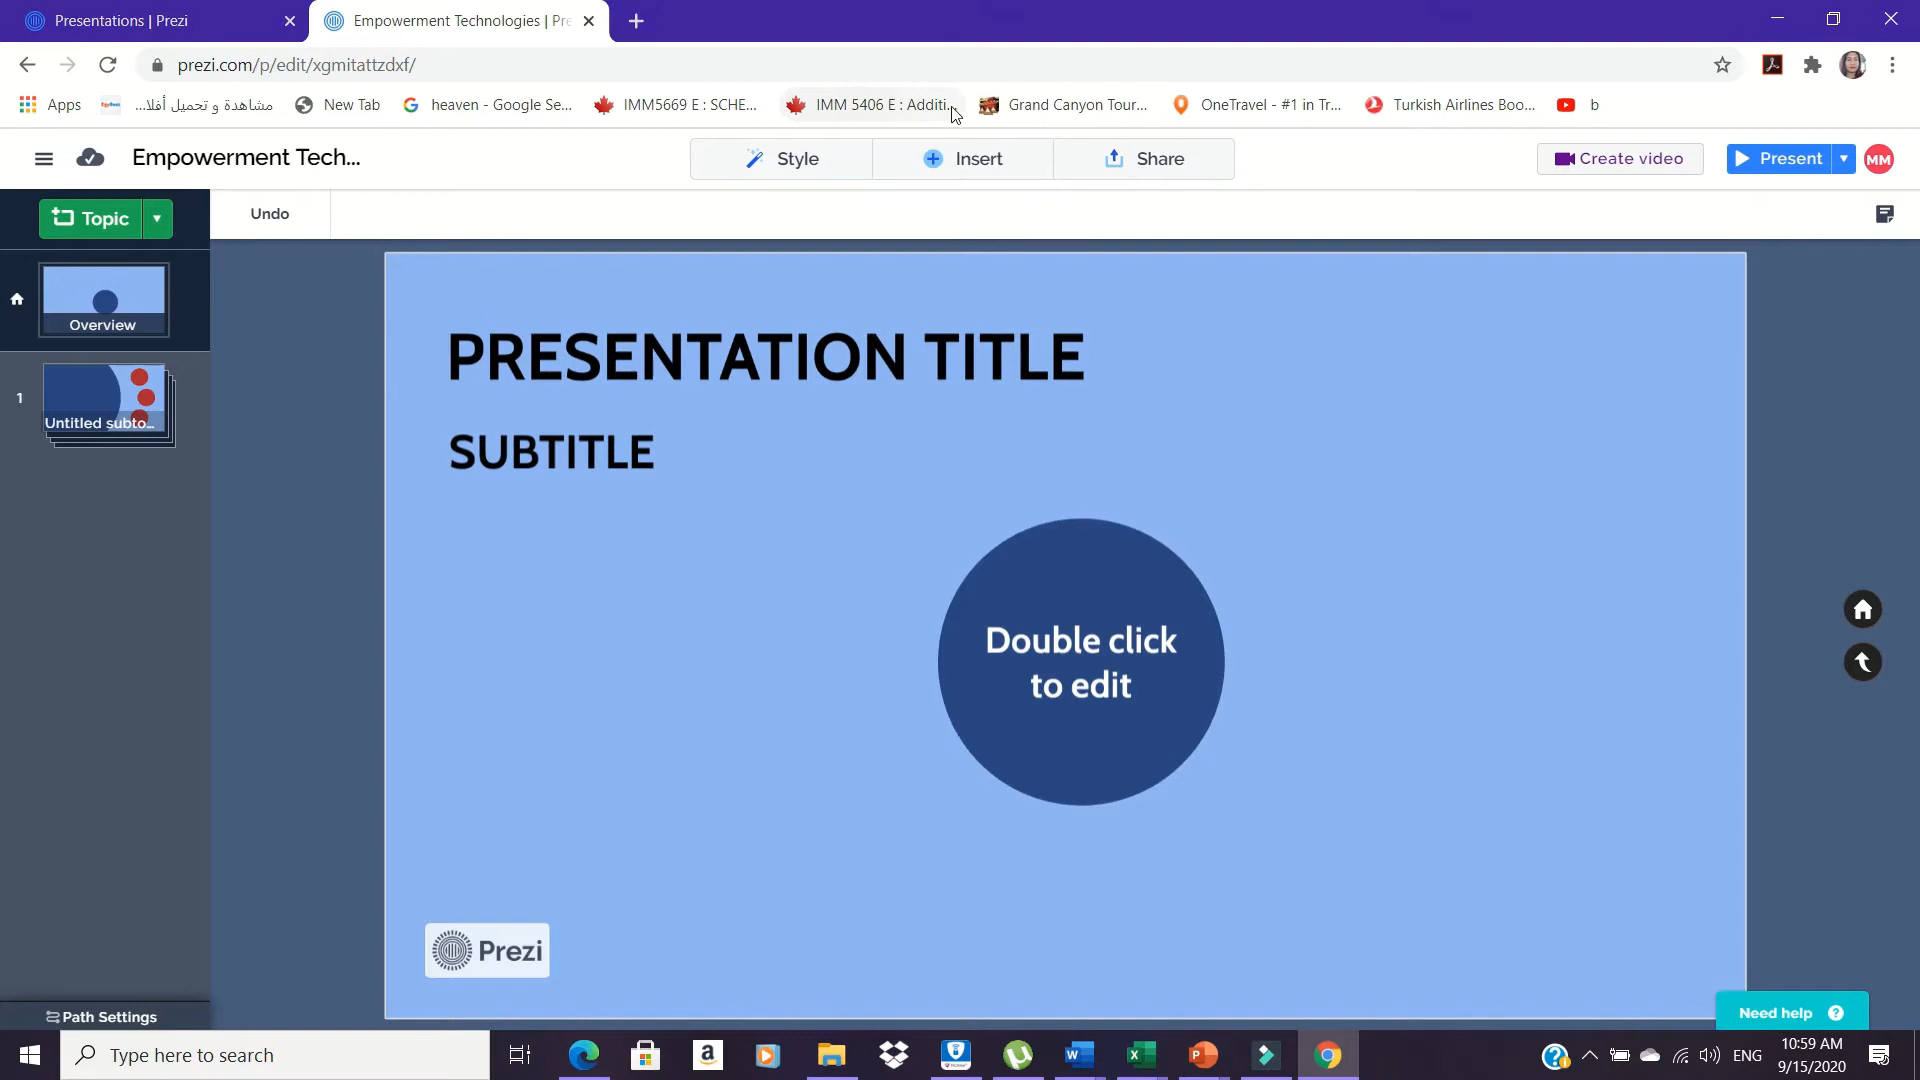 Presentations | Prezi
Empowerment Technologies | Pre
prezi.com/p/edit/xgmitattzdxf/
Apps
مشاهدة و تحميل أفلا...
New Tab
heaven - Google Se...
IMM5669 E : SCHE...
IMM 5406 E : Additi...
Grand Canyon Tour...
OneTravel - #1 in Tr...
Turkish Airlines Boo...
b
Empowerment Tech...
Style
Insert
Share
Create video
Present
MM
Topic
Undo
Overview
1
Untitled subto...
PRESENTATION TITLE
SUBTITLE
Double click
to edit
Prezi
Path Settings
Need help ?
Type here to search
ENG
10:59 AM
9/15/2020